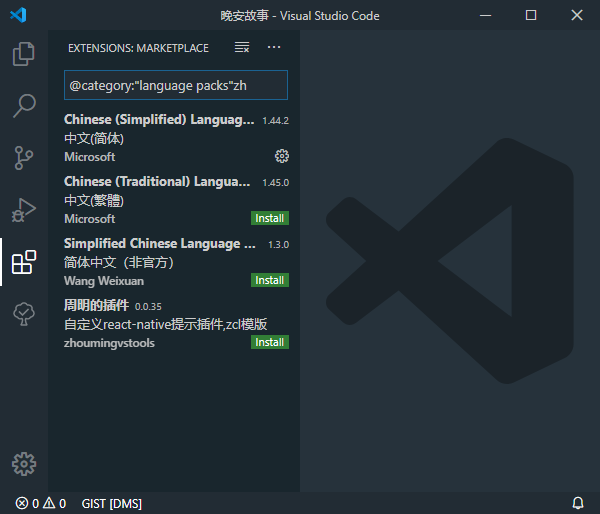 晚安故事 - Visual Studio Code
EXTENSIONS: MARKETPLACE
@category:"language packs"zh
Chinese (Simplified) Languag... 1.44.2
中文(简体)
Microsoft
Chinese (Traditional) Langua... 1.45.0
中文(繁體)
Microsoft Install
Simplified Chinese Language ... 1.3.0
简体中文（非官方）
Wang Weixuan Install
周明的插件 0.0.35
自定义react-native提示插件,zcl模版
zhoumingvstools Install
0 0 GIST [DMS]